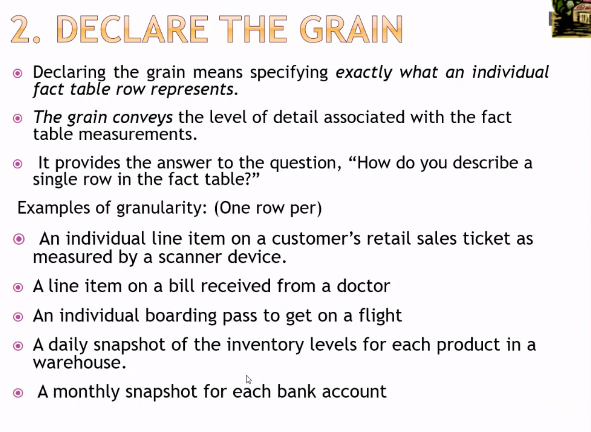 2. DECLARE THE GRAIN
Declaring the grain means specifying exactly what an individual
fact table row represents.
The grain conveys the level of detail associated with the fact
table measurements.
It provides the answer to the question, “How do you describe a
single row in the fact table?”
Examples of granularity: (One row per)
An individual line item on a customer’s retail sales ticket as
measured by a scanner device.
A line item on a bill received from a doctor
An individual boarding pass to get on a flight
A daily snapshot of the inventory levels for each product in a
warehouse.
A monthly snapshot for each bank account